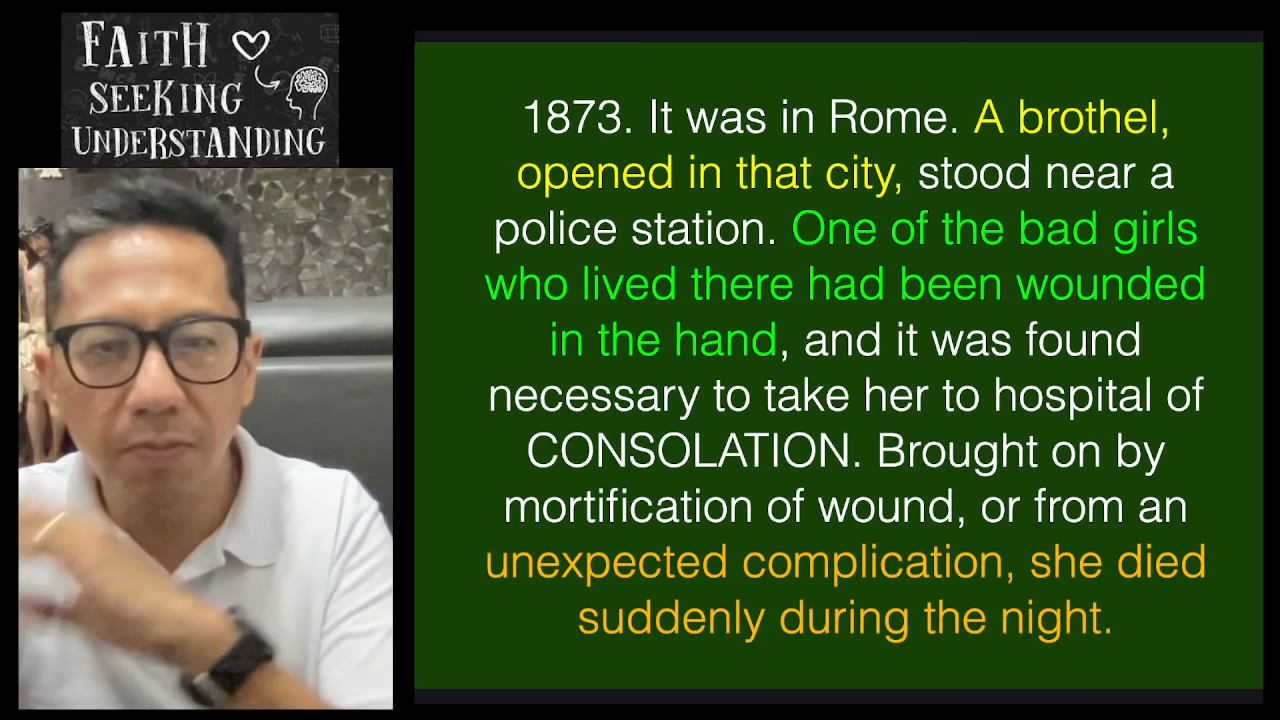 FAITH
SEEKING
UNDERSTANDING
1873. It was in Rome. A brothel,
opened in that city, stood near a
police station. One of the bad girls
who lived there had been wounded
in the hand, and it was found
necessary to take her to hospital of
CONSOLATION. Brought on by
mortification of wound, or from an
unexpected complication, she died
suddenly during the night.